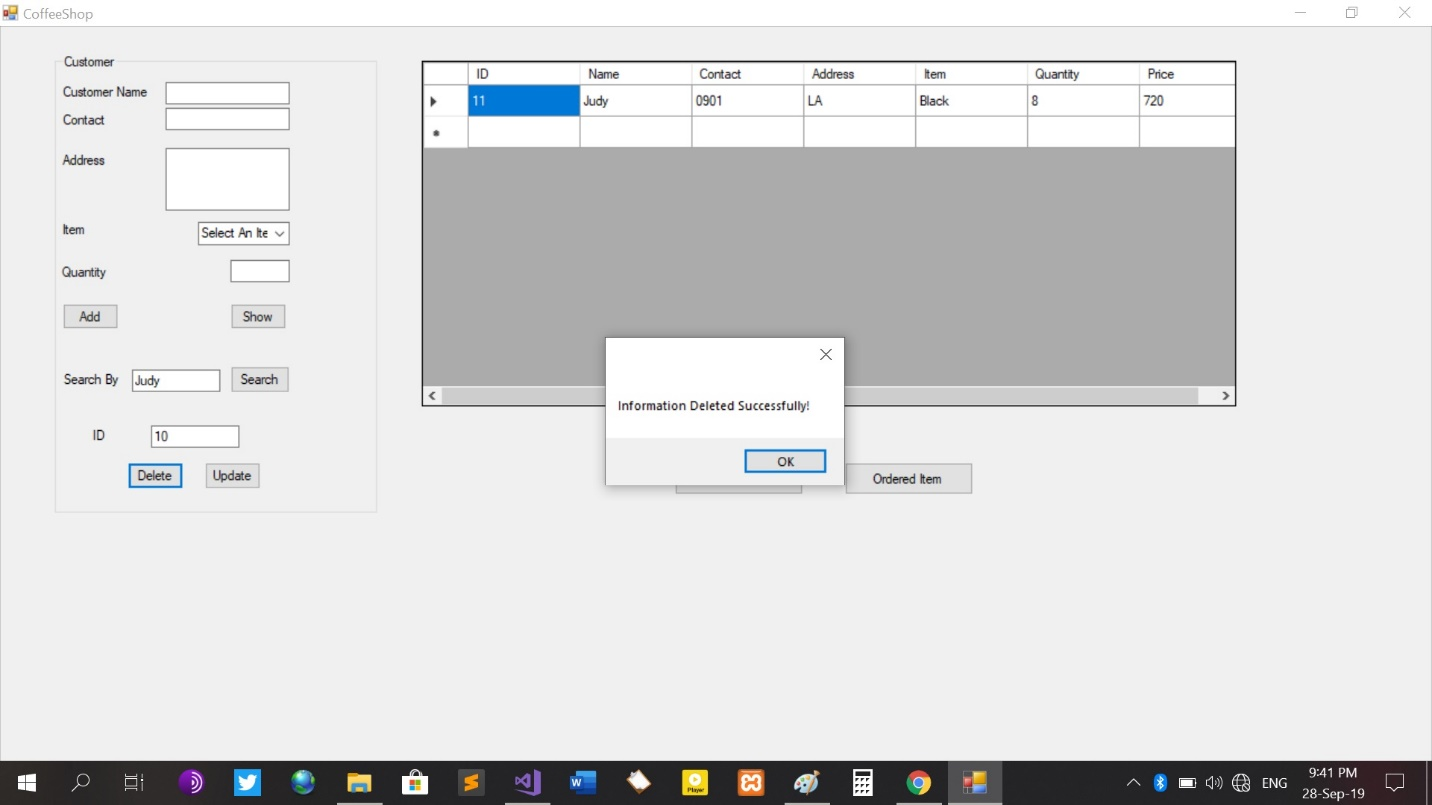 CoffeeShop
Customer
Customer Name
Contact
Address
Item
Select An Ite
Quantity
Add
Show
Search By
Judy
Search
ID
10
Delete
Update
ID Name Contact Address Item Quantity Price
11 Judy 0901 LA Black 8 720
Information Deleted Successfully!
OK
Ordered Item
Player
ENG
9:41 PM
28-Sep-19